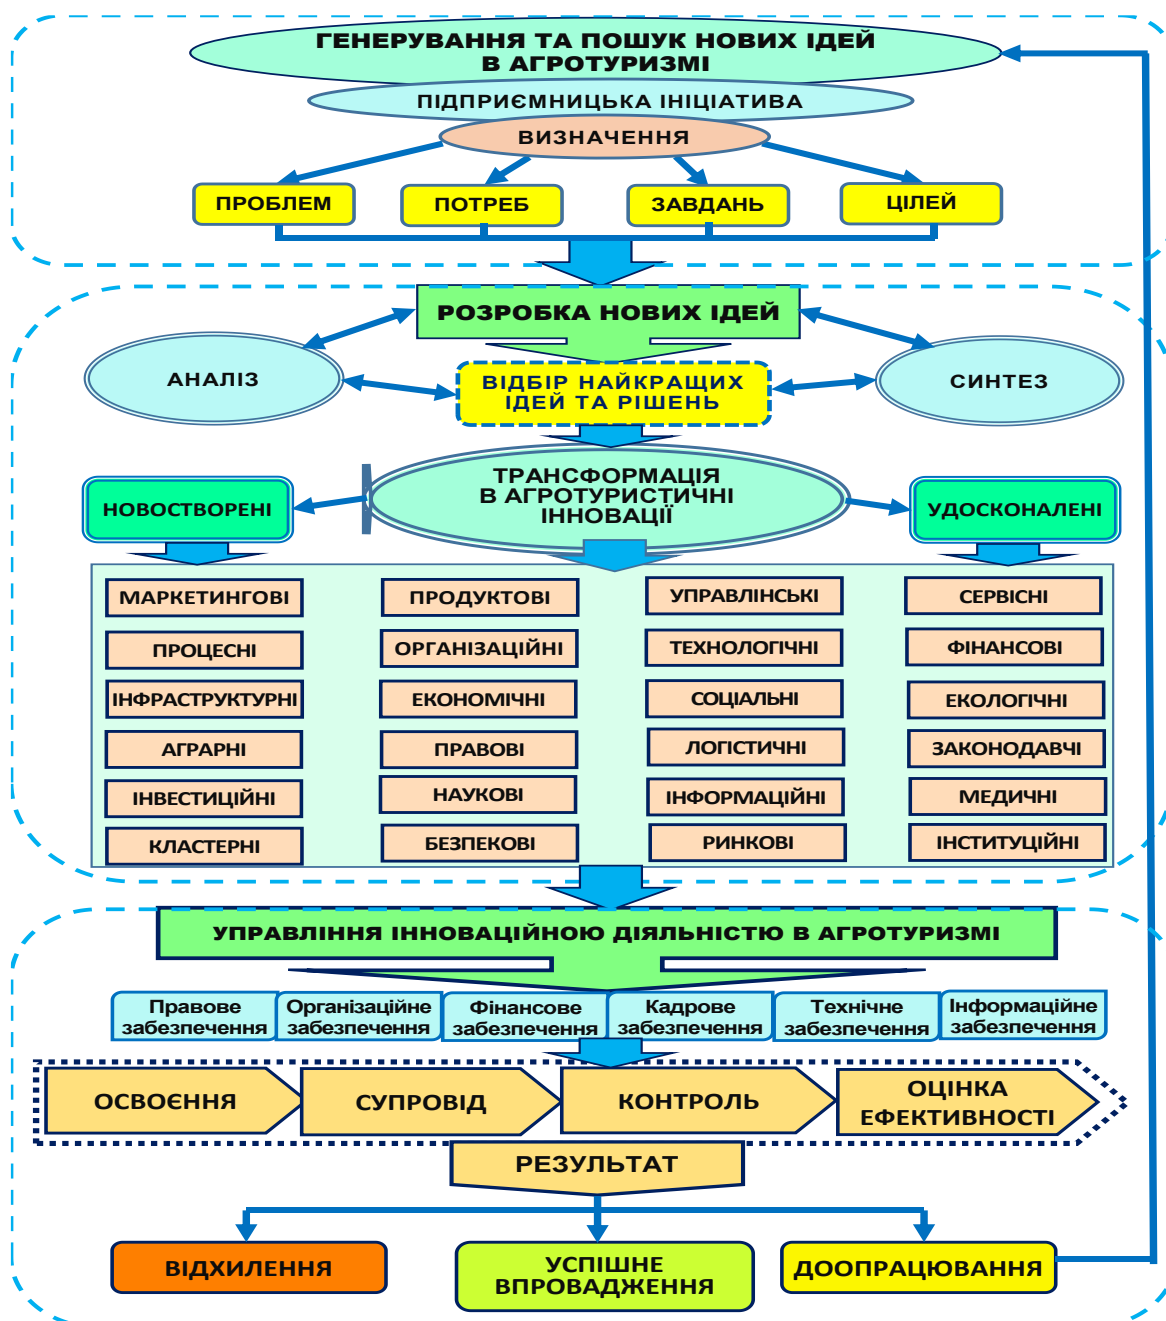 ГЕНЕРУВАННЯ ТА ПОШУК НОВИХ ІДЕЙ
В АГРОТУРИЗМІ
ПІДПРИЄМНИЦЬКА ІНІЦІАТИВА
ВИЗНАЧЕННЯ
ПРОБЛЕМ
ПОТРЕБ
ЗАВДАНЬ
ЦІЛЕЙ
РОЗРОБКА НОВИХ ІДЕЙ
АНАЛІЗ
ВІДБІР НАЙКРАЩИХ
ІДЕЙ ТА РІШЕНЬ
СИНТЕЗ
ТРАНСФОРМАЦІЯ
В АГРОТУРИСТИЧНІ
ІННОВАЦІЇ
НОВОСТВОРЕНІ
УДОСКОНАЛЕНІ
МАРКЕТИНГОВІ
ПРОДУКТОВІ
УПРАВЛІНСЬКІ
СЕРВІСНІ
ПРОЦЕСНІ
ОРГАНІЗАЦІЙНІ
ТЕХНОЛОГІЧНІ
ФІНАНСОВІ
ІНФРАСТРУКТУРНІ
ЕКОНОМІЧНІ
СОЦІАЛЬНІ
ЕКОЛОГІЧНІ
АГРАРНІ
ПРАВОВІ
ЛОГІСТИЧНІ
ЗАКОНОДАВЧІ
ІНВЕСТИЦІЙНІ
НАУКОВІ
ІНФОРМАЦІЙНІ
МЕДИЧНІ
КЛАСТЕРНІ
БЕЗПЕКОВІ
РИНКОВІ
ІНСТИТУЦІЙНІ
УПРАВЛІННЯ ІННОВАЦІЙНОЮ ДІЯЛЬНІСТЮ В АГРОТУРИЗМІ
Правове
забезпечення
Організаційне
забезпечення
Фінансове
забезпечення
Кадрове
забезпечення
Технічне
забезпечення
Інформаційне
забезпечення
ОСВОЄННЯ
СУПРОВІД
КОНТРОЛЬ
ОЦІНКА
ЕФЕКТИВНОСТІ
РЕЗУЛЬТАТ
ВІДХИЛЕННЯ
УСПІШНЕ
ВПРОВАДЖЕННЯ
ДООПРАЦЮВАННЯ